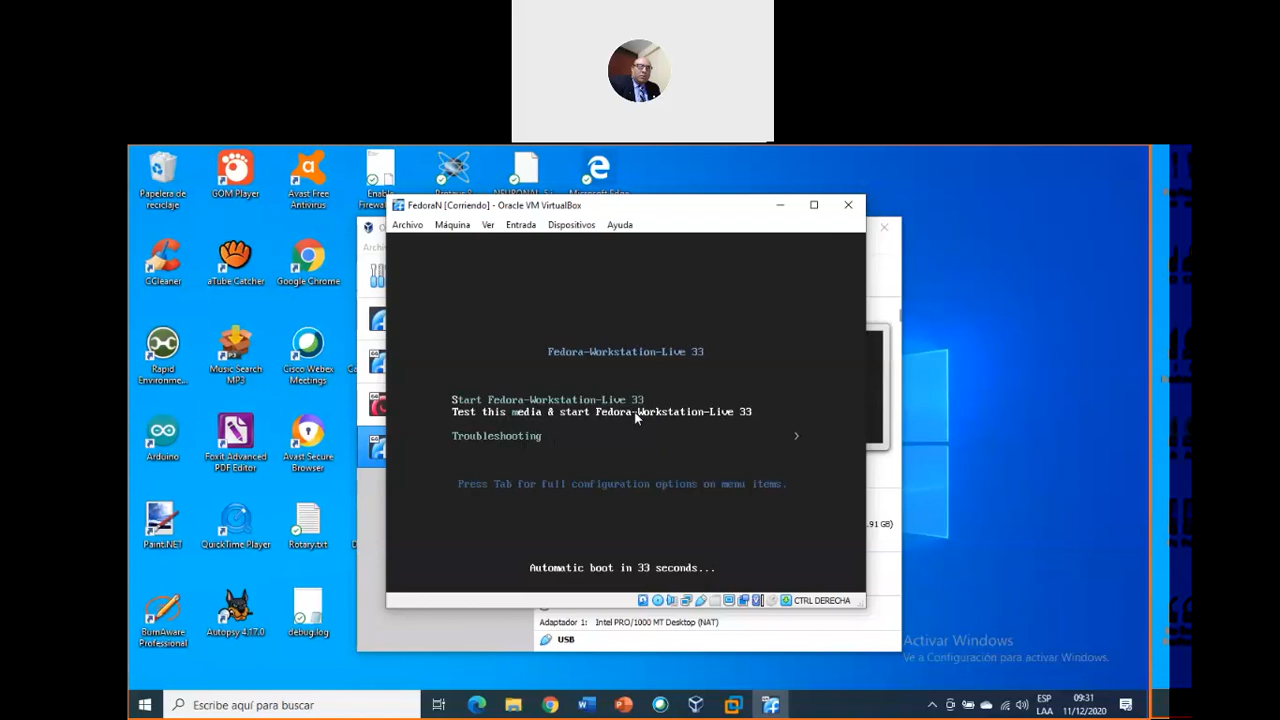 Papelera de
reciclaje
GOM Player
Avast Free
Antivirus
Enable
CCleaner
aTube Catcher
Google Chrome
Rapid
Environme...
Music Search
MP3
Cisco Webex
Meetings
Arduino
Foxit Advanced
PDF Editor
Avast Secure
Browser
Paint.NET
QuickTime Player
Rotary.txt
BurnAware
Professional
Autopsy 4.17.0
debug.log
FedoraN [Corriendo] - Oracle VM VirtualBox
Archivo Máquina Ver Entrada Dispositivos Ayuda
Fedora-Workstation-Live 33
Start Fedora-Workstation-Live 33
Test this media & start Fedora-Workstation-Live 33
Troubleshooting >
Press Tab for full configuration options on menu items.
Automatic boot in 33 seconds...
CTRL DERECHA
.91 GB)
Adaptador 1: Intel PRO/1000 MT Desktop (NAT)
USB
Activar Windows
Ve a Configuración para activar Windows.
Escribe aquí para buscar
ESP
LAA
09:31
11/12/2020